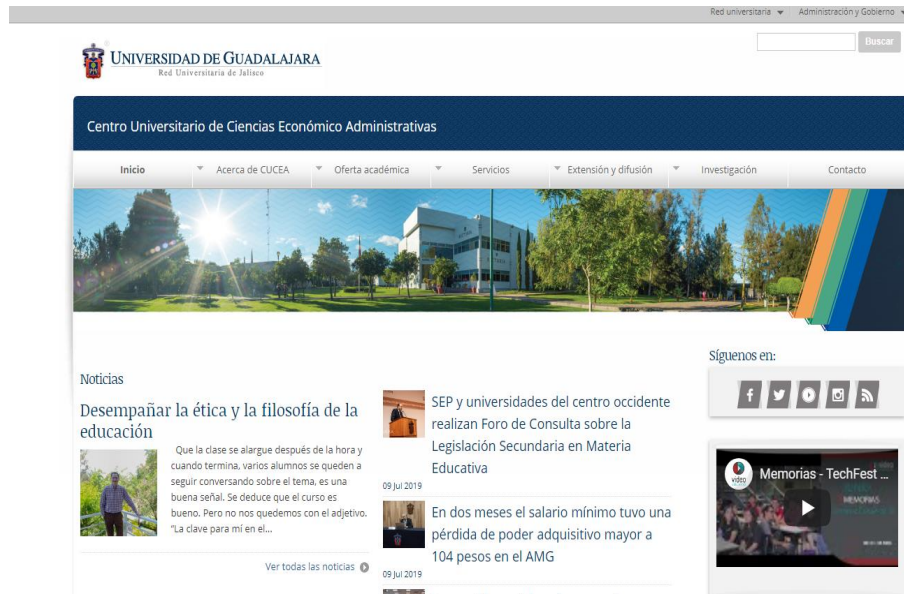 Red universitaria
Administración y Gobierno
Buscar
UNIVERSIDAD DE GUADALAJARA
Red Universitaria de Jalisco
Centro Universitario de Ciencias Económico Administrativas
Inicio
Acerca de CUCEA
Oferta académica
Servicios
Extensión y difusión
Investigación
Contacto
Noticias
Desempañar la ética y la filosofía de la
educación
Que la clase se alargue después de la hora y
cuando termina, varios alumnos se queden a
seguir conversando sobre el tema, es una
buena señal. Se deduce que el curso es
bueno. Pero no nos quedemos con el adjetivo.
"La clave para mí en el...
Ver todas las noticias
SEP y universidades del centro occidente
realizan Foro de Consulta sobre la
Legislación Secundaria en Materia
Educativa
09 Jul 2019
En dos meses el salario mínimo tuvo una
pérdida de poder adquisitivo mayor a
104 pesos en el AMG
09 Jul 2019
Síguenos en:
video
Memorias - TechFest ...
MEMORIAS